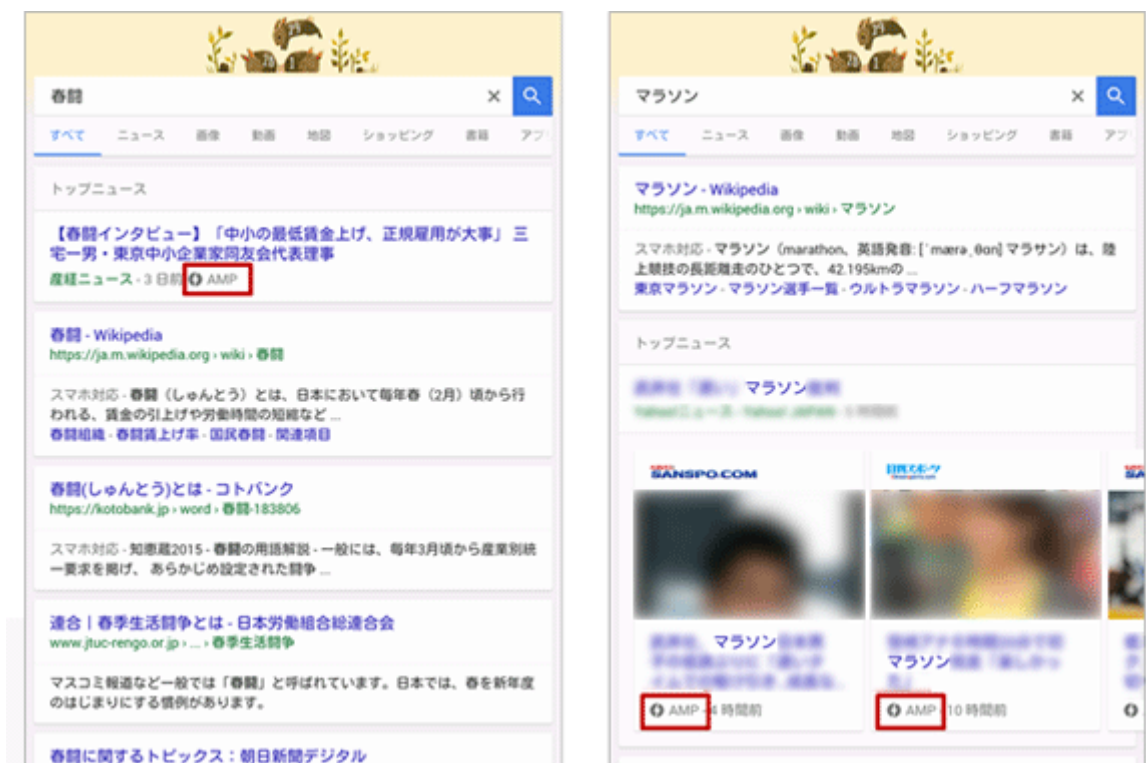 春闘
すべて ニュース 画像 動画 地図 ショッピング 書籍 アプ
トップニュース
【春闘インタビュー】「中小の最低賃金上げ、正規雇用が大事」 三
宅一男・東京中小企業家同友会代表理事
産経ニュース - 3 日前 AMP
春闘 - Wikipedia
https://ja.m.wikipedia.org › wiki › 春闘
スマホ対応 - 春闘（しゅんとう）とは、日本において毎年春（2月）頃から行
われる、賃金の引上げや労働時間の短縮など ...
春闘組織 - 春闘賃上げ率 - 国民春闘 - 関連項目
春闘(しゅんとう)とは - コトバンク
https://kotobank.jp › word › 春闘-183806
スマホ対応 - 知恵蔵2015 - 春闘の用語解説 - 一般には、毎年3月頃から産業別統
一要求を掲げ、 あらかじめ設定された闘争 ...
連合 | 春季生活闘争とは - 日本労働組合総連合会
www.jtuc-rengo.or.jp › ... › 春季生活闘争
マスコミ報道など一般では「春闘」と呼ばれています。日本では、春を新年度
のはじまりにする慣例があります。
春闘に関するトピックス：朝日新聞デジタル
マラソン
すべて ニュース 画像 動画 地図 ショッピング 書籍 アプ
マラソン - Wikipedia
https://ja.m.wikipedia.org › wiki › マラソン
スマホ対応 - マラソン（marathon、英語発音: [ˈmærəˌθɑn] マラサン）は、陸
上競技の長距離走のひとつで、42.195kmの ...
東京マラソン - マラソン選手一覧 - ウルトラマラソン - ハーフマラソン
トップニュース
マラソン
SANSPO.COM
日刊スポーツ
SA
マラソン
マラソン
AMP - 4 時間前
AMP - 10 時間前